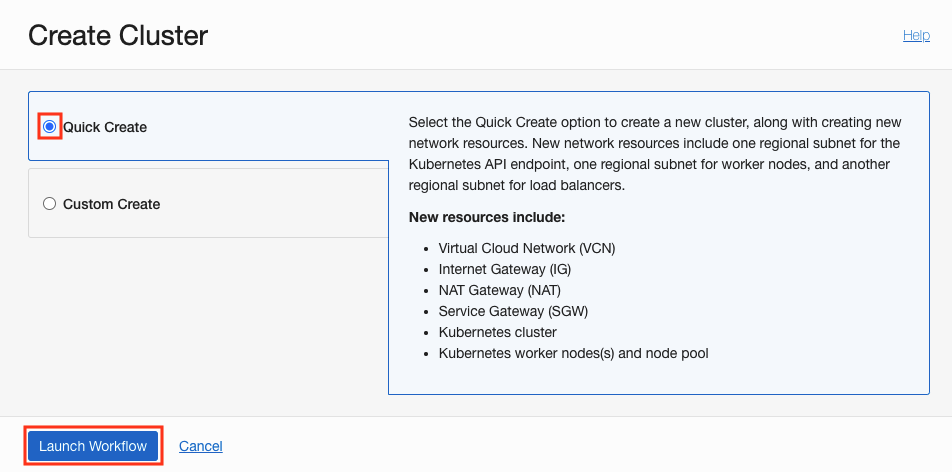 Create Cluster
Help
Quick Create
Custom Create
Select the Quick Create option to create a new cluster, along with creating new
network resources. New network resources include one regional subnet for the
Kubernetes API endpoint, one regional subnet for worker nodes, and another
regional subnet for load balancers.
New resources include:
• Virtual Cloud Network (VCN)
• Internet Gateway (IG)
• NAT Gateway (NAT)
• Service Gateway (SGW)
• Kubernetes cluster
• Kubernetes worker nodes(s) and node pool
Launch Workflow
Cancel